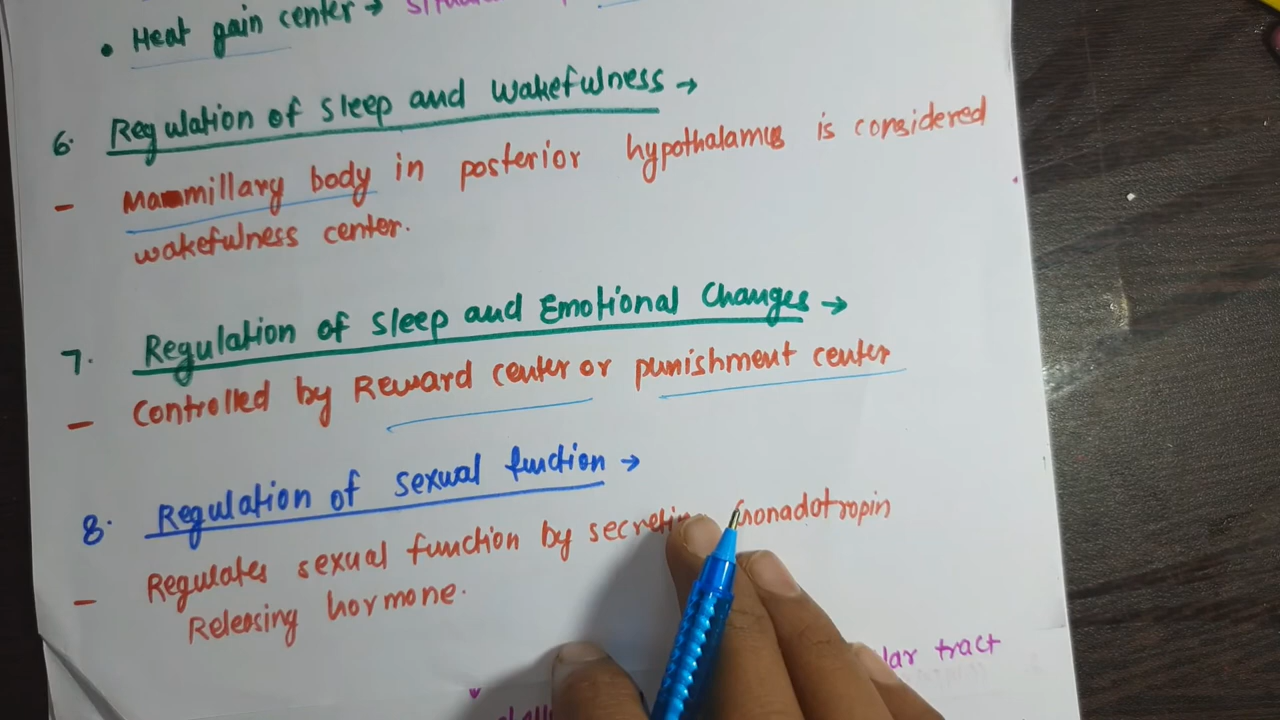 • Heat gain center →
6. Regulation of sleep and wakefulness →
- Mammillary body in posterior hypothalamus is considered
wakefulness center.
7. Regulation of sleep and Emotional Changes →
- Controlled by Reward center or punishment center
8. Regulation of sexual function →
- Regulates sexual function by secreting Gonadotropin
Releasing hormone.
tract